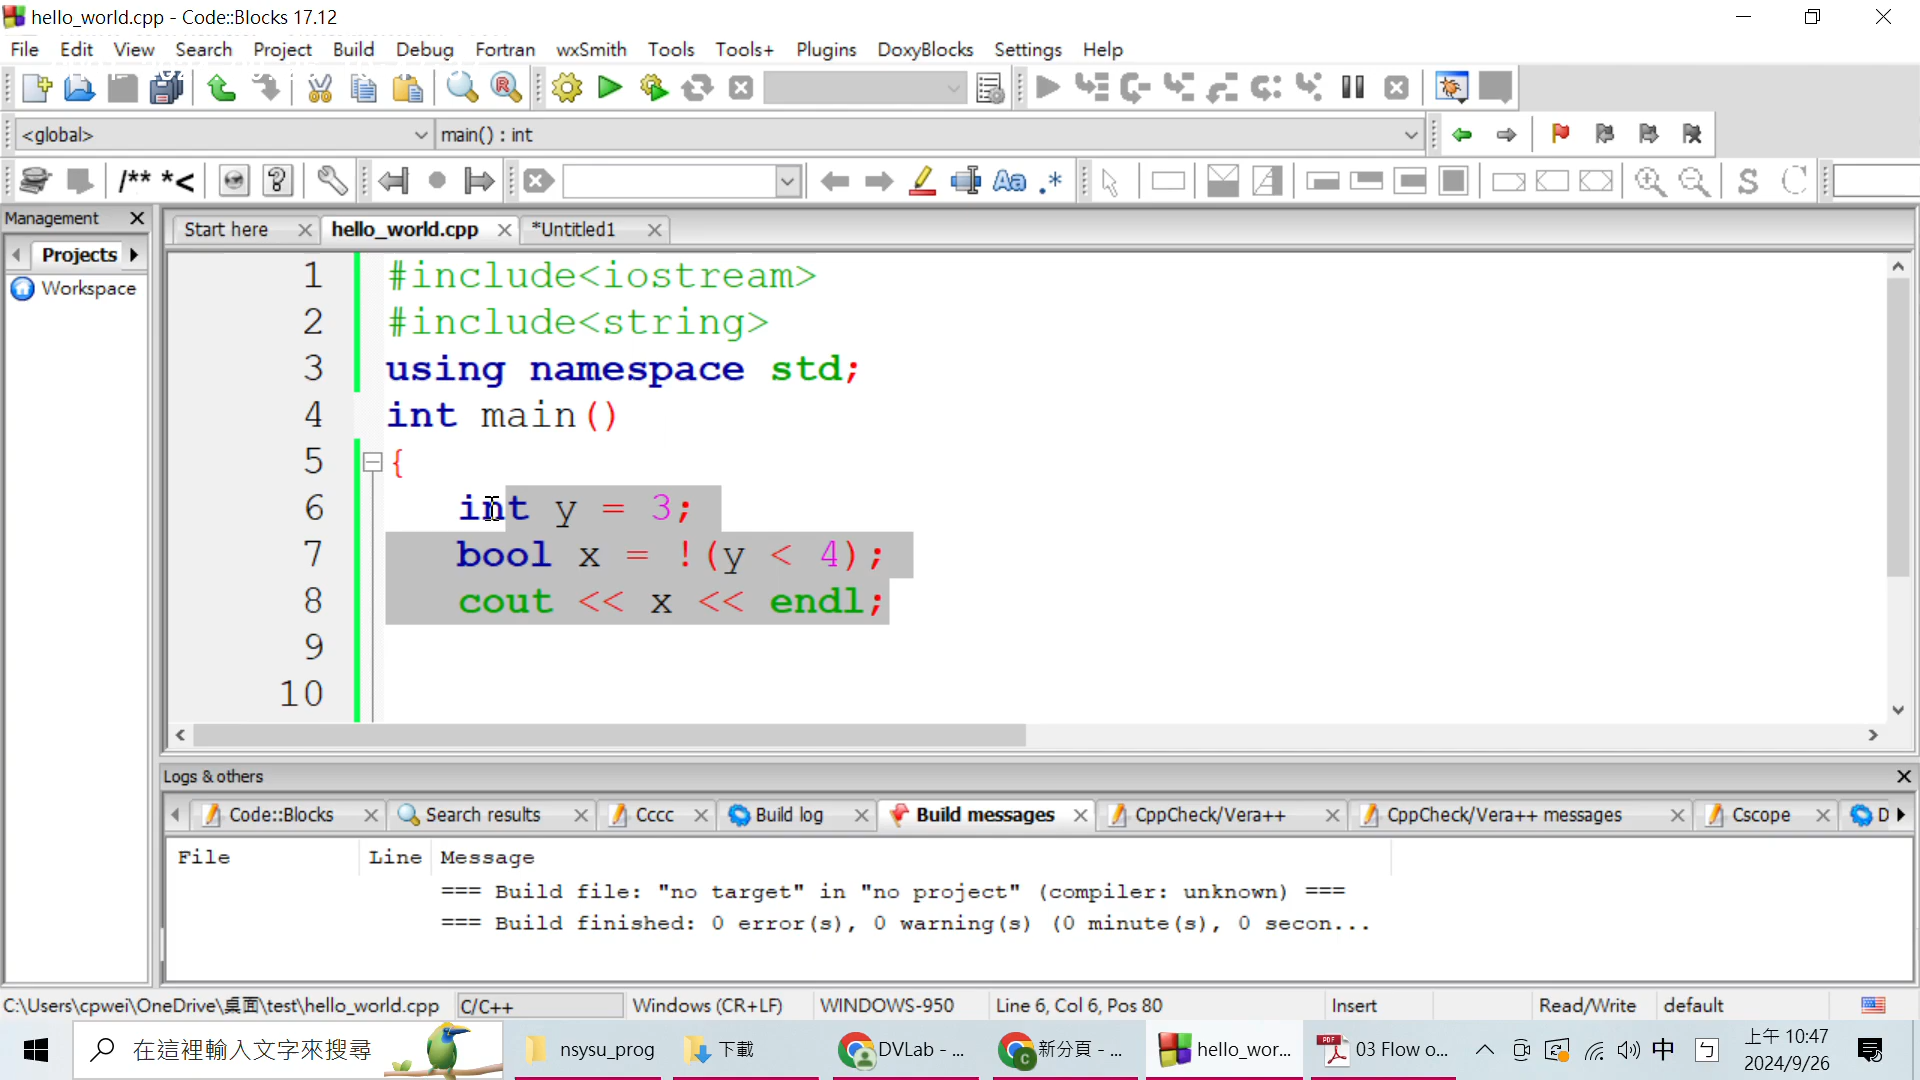 hello_world.cpp - Code::Blocks 17.12
File Edit View Search Project Build Debug Fortran wxSmith Tools Tools+ Plugins DoxyBlocks Settings Help
<global> main() : int
/** *<
Aa .* S
Management
Projects
Workspace
Start here hello_world.cpp *Untitled1
1 #include<iostream>
2 #include<string>
3 using namespace std;
4 int main()
5 {
6 int y = 3;
7 bool x = !(y < 4);
8 cout << x << endl;
9
10
Logs & others
Code::Blocks Search results Cccc Build log Build messages CppCheck/Vera++ CppCheck/Vera++ messages Cscope D
File Line Message
=== Build file: "no target" in "no project" (compiler: unknown) ===
=== Build finished: 0 error(s), 0 warning(s) (0 minute(s), 0 secon...
C:\Users\cpwei\OneDrive\桌面\test\hello_world.cpp C/C++ Windows (CR+LF) WINDOWS-950 Line 6, Col 6, Pos 80 Insert Read/Write default
在這裡輸入文字來搜尋 nsysu_prog 下載 DVLab - ... 新分頁 - ... hello_wor... 03 Flow o... 中 ㄅ 上午 10:47
2024/9/26